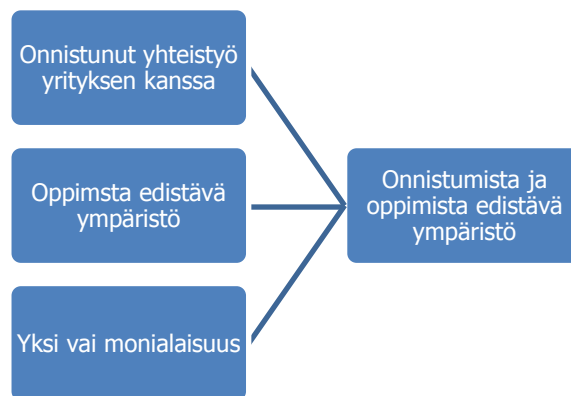 Onnistunut yhteistyö
yrityksen kanssa
Oppimsta edistävä
ympäristö
Yksi vai monialaisuus
Onnistumista ja
oppimista edistävä
ympäristö